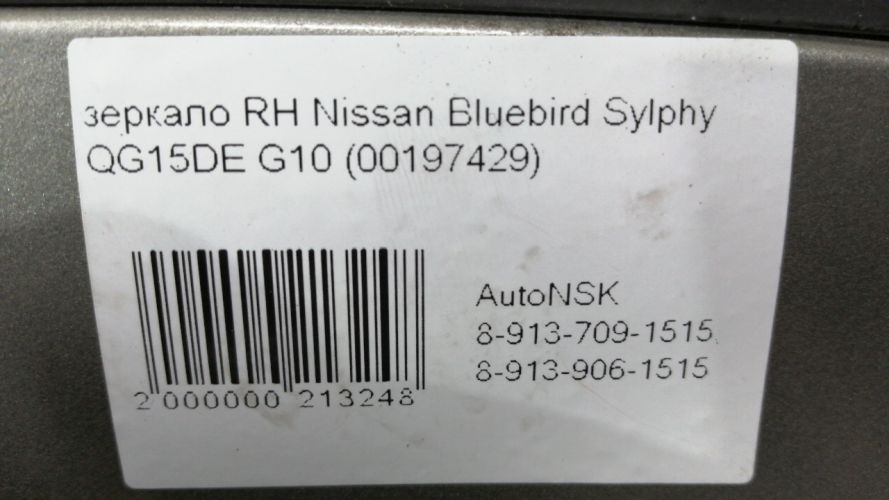 зеркало RH Nissan Bluebird Sylphy
QG15DE G10 (00197429)
AutoNSK
8-913-709-1515
8-913-906-1515
2 000000 213248